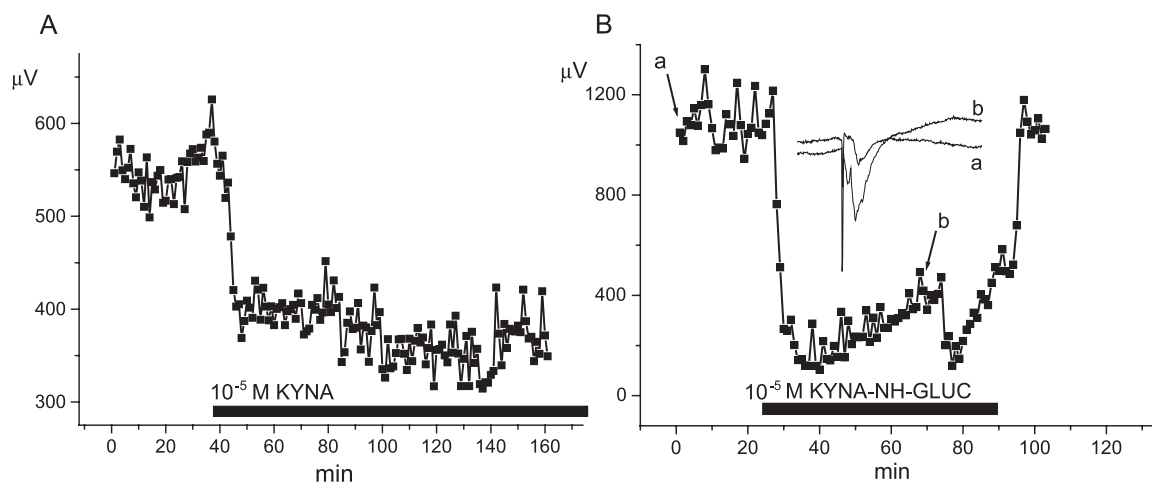 A
μV
600
500
400
300
10⁻⁵ M KYNA
0 20 40 60 80 100 120 140 160
min
B
μV
1200
800
400
0
a
b
a
b
10⁻⁵ M KYNA-NH-GLUC
0 20 40 60 80 100 120
min